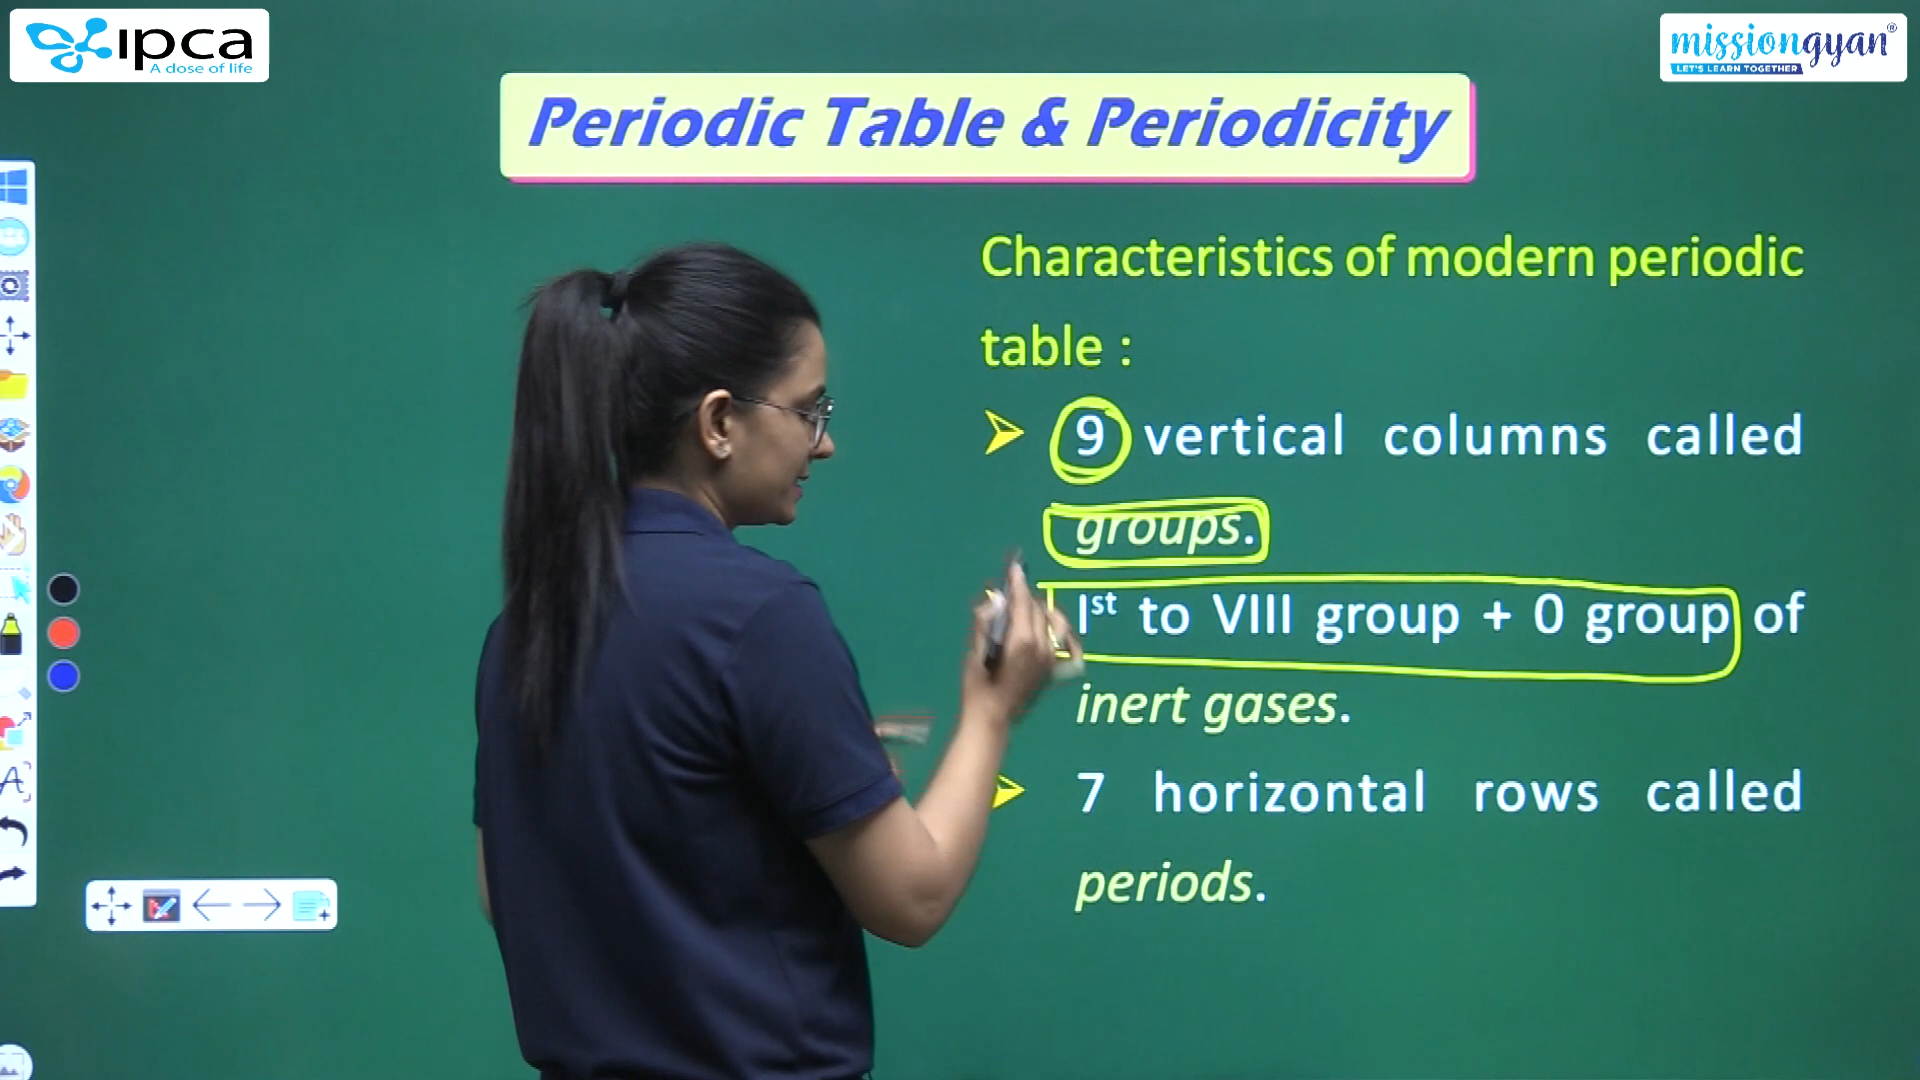 ipca
A dose of life
missiongyan®
LET'S LEARN TOGETHER
Periodic Table & Periodicity
Characteristics of modern periodic
table :
9 vertical columns called
groups.
Ist to VIII group + 0 group of
inert gases.
7 horizontal rows called
periods.